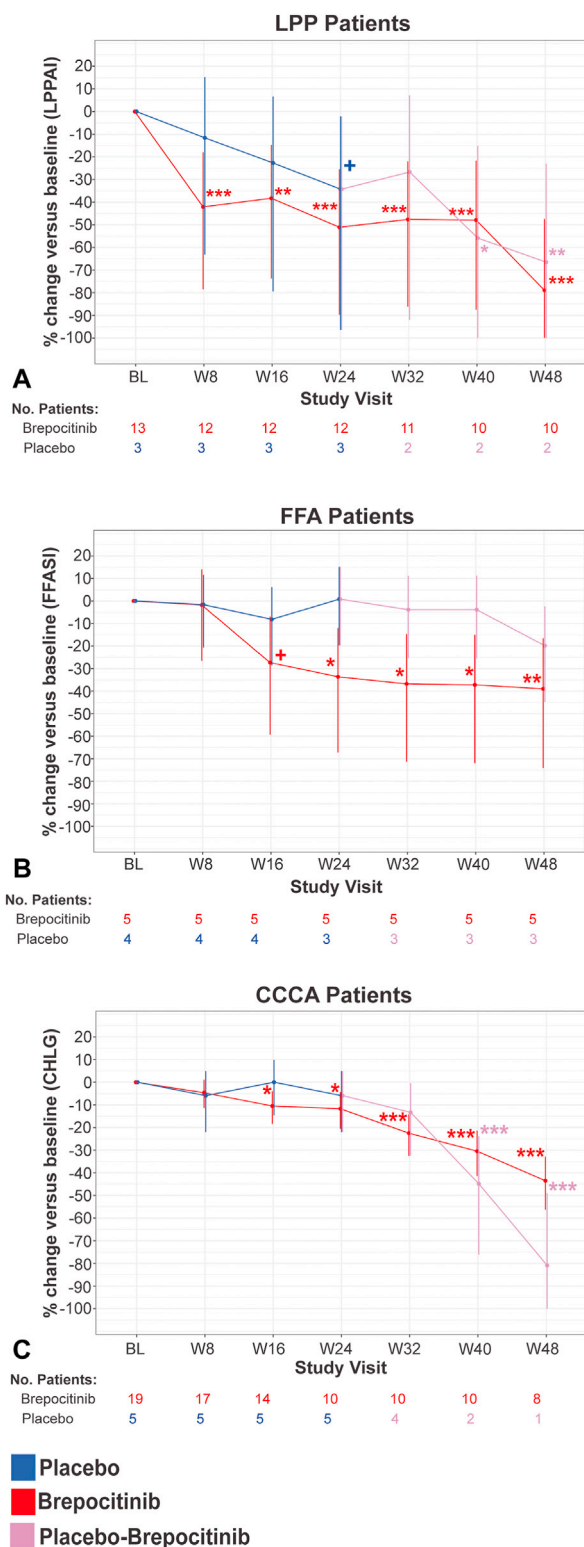 LPP Patients
% change versus baseline (LPPAI)
20
10
0
-10
-20
-30
-40
-50
-60
-70
-80
-90
-100
+
*** ** *** *** *** ***
* **
BL W8 W16 W24 W32 W40 W48
A
Study Visit
No. Patients:
Brepocitinib 13 12 12 12 11 10 10
Placebo 3 3 3 3 2 2 2
FFA Patients
% change versus baseline (FFASI)
20
10
0
-10
-20
-30
-40
-50
-60
-70
-80
-90
-100
+ * * * **
BL W8 W16 W24 W32 W40 W48
B
Study Visit
No. Patients:
Brepocitinib 5 5 5 5 5 5 5
Placebo 4 4 4 3 3 3 3
CCCA Patients
% change versus baseline (CHLG)
20
10
0
-10
-20
-30
-40
-50
-60
-70
-80
-90
-100
* * *** *** ***
*** ***
BL W8 W16 W24 W32 W40 W48
C
Study Visit
No. Patients:
Brepocitinib 19 17 14 10 10 10 8
Placebo 5 5 5 5 4 2 1
Placebo
Brepocitinib
Placebo-Brepocitinib